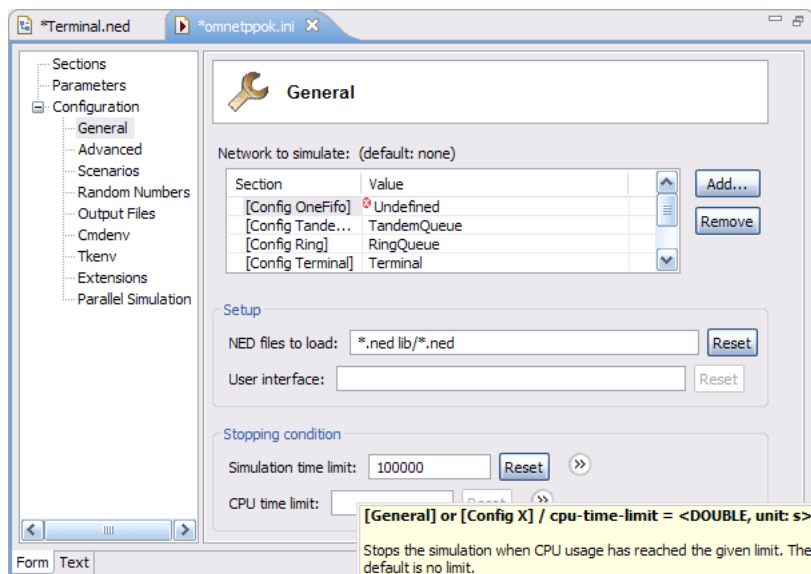 *Terminal.ned *omnetppok.ini
Sections
Parameters
Configuration
General
Advanced
Scenarios
Random Numbers
Output Files
Cmdenv
Tkenv
Extensions
Parallel Simulation
General
Network to simulate: (default: none)
Section Value
[Config OneFifo] Undefined
[Config Tande... TandemQueue
[Config Ring] RingQueue
[Config Terminal] Terminal
Add...
Remove
Setup
NED files to load: *.ned lib/*.ned Reset
User interface: Reset
Stopping condition
Simulation time limit: 100000 Reset
CPU time limit: Reset
[General] or [Config X] / cpu-time-limit = <DOUBLE, unit: s>
Stops the simulation when CPU usage has reached the given limit. The
default is no limit.
Form Text